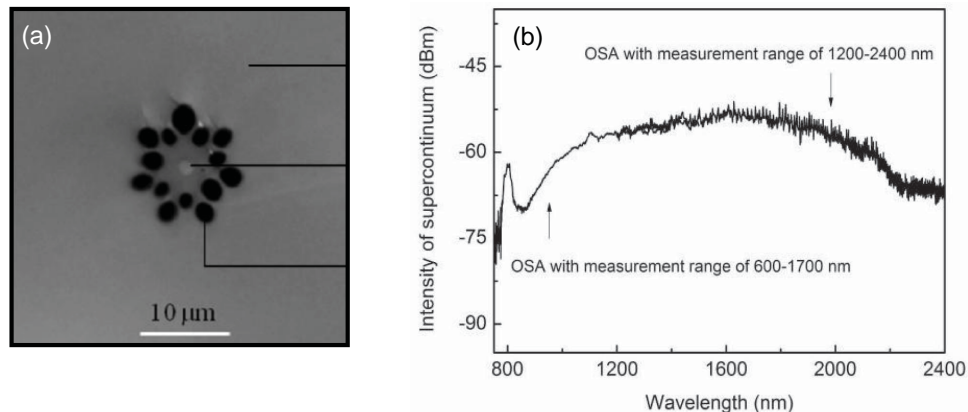 (a)
10 µm
(b)
Intensity of supercontinuum (dBm)
-45
-60
-75
-90
OSA with measurement range of 1200-2400 nm
OSA with measurement range of 600-1700 nm
800
1200
1600
2000
2400
Wavelength (nm)